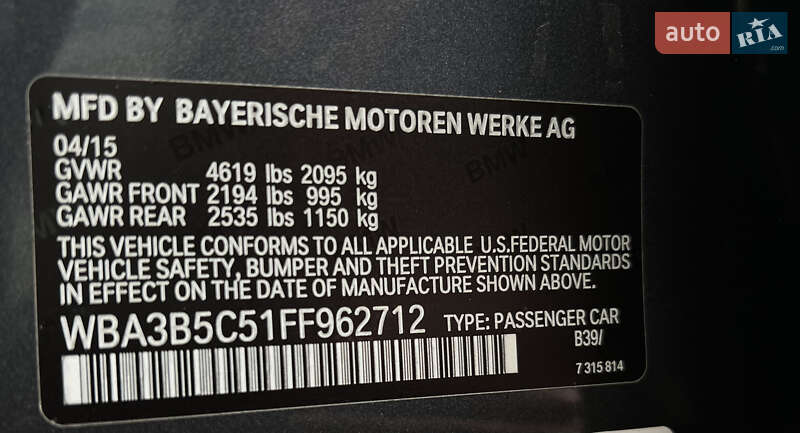 auto RIA.com
MFD BY BAYERISCHE MOTOREN WERKE AG
04/15
GVWR 4619 lbs 2095 kg
GAWR FRONT 2194 lbs 995 kg
GAWR REAR 2535 lbs 1150 kg
THIS VEHICLE CONFORMS TO ALL APPLICABLE U.S.FEDERAL MOTOR
VEHICLE SAFETY, BUMPER AND THEFT PREVENTION STANDARDS
IN EFFECT ON THE DATE OF MANUFACTURE SHOWN ABOVE.
WBA3B5C51FF962712 TYPE: PASSENGER CAR
B39/
7 315 814